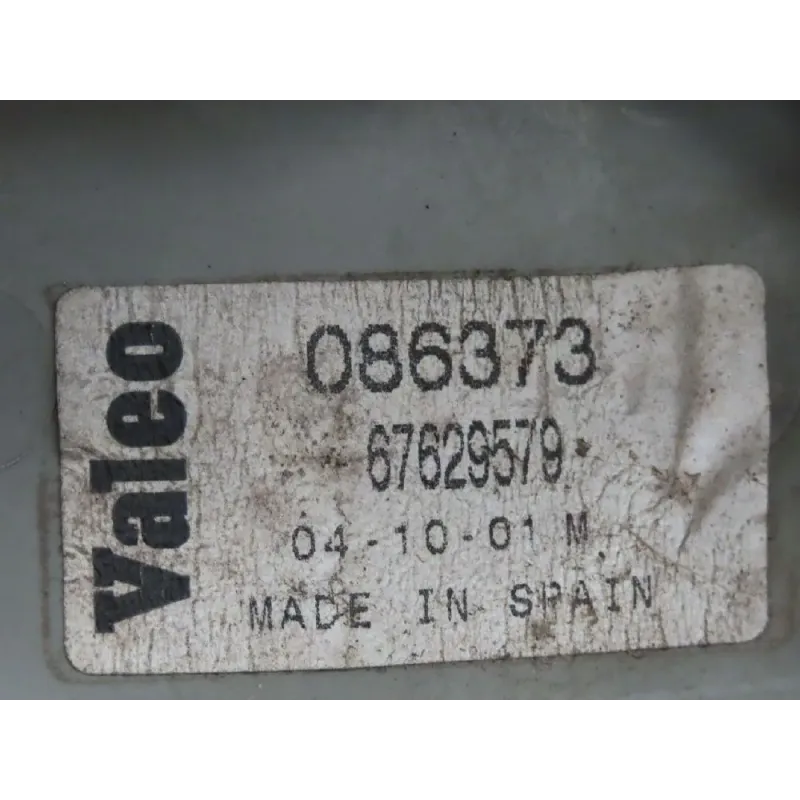 Valeo
086373
67629579
04-10-01 M
MADE IN SPAIN